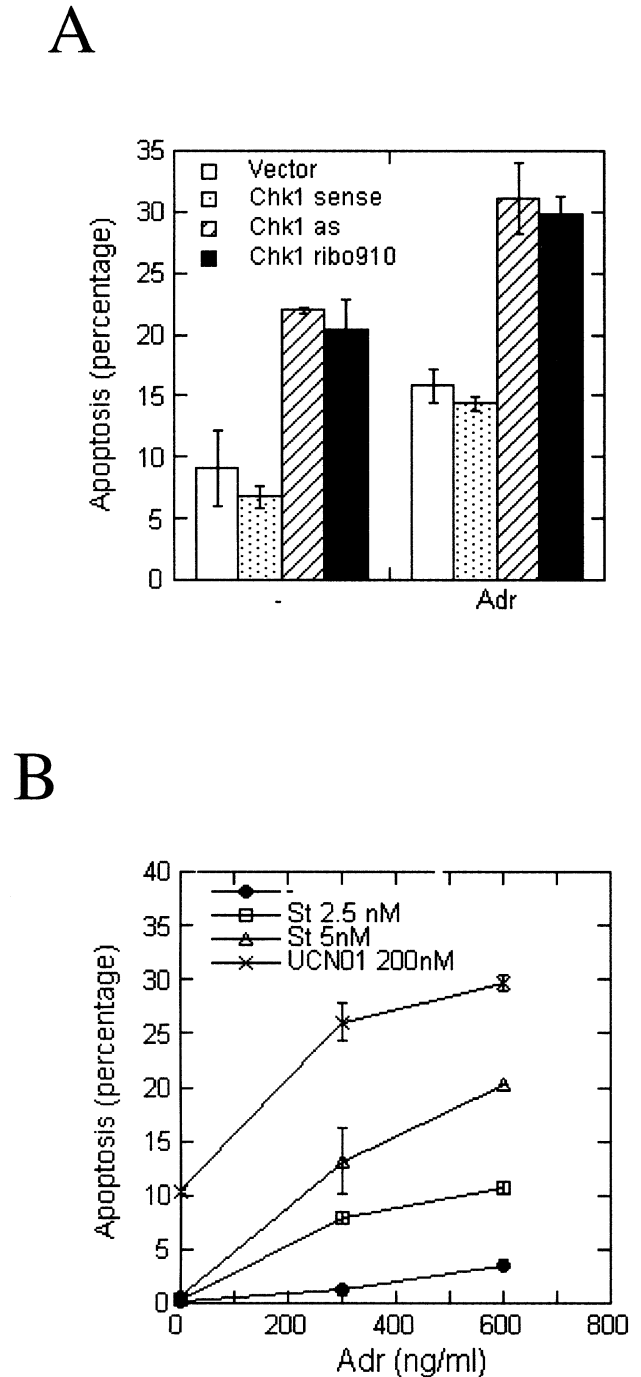 A
35
30
25
20
15
10
5
0
Apoptosis (percentage)
Vector
Chk1 sense
Chk1 as
Chk1 ribo910
- Adr
B
40
35
30
25
20
15
10
5
0
Apoptosis (percentage)
-
St 2.5 nM
St 5nM
UCN01 200nM
0 200 400 600 800
Adr (ng/ml)